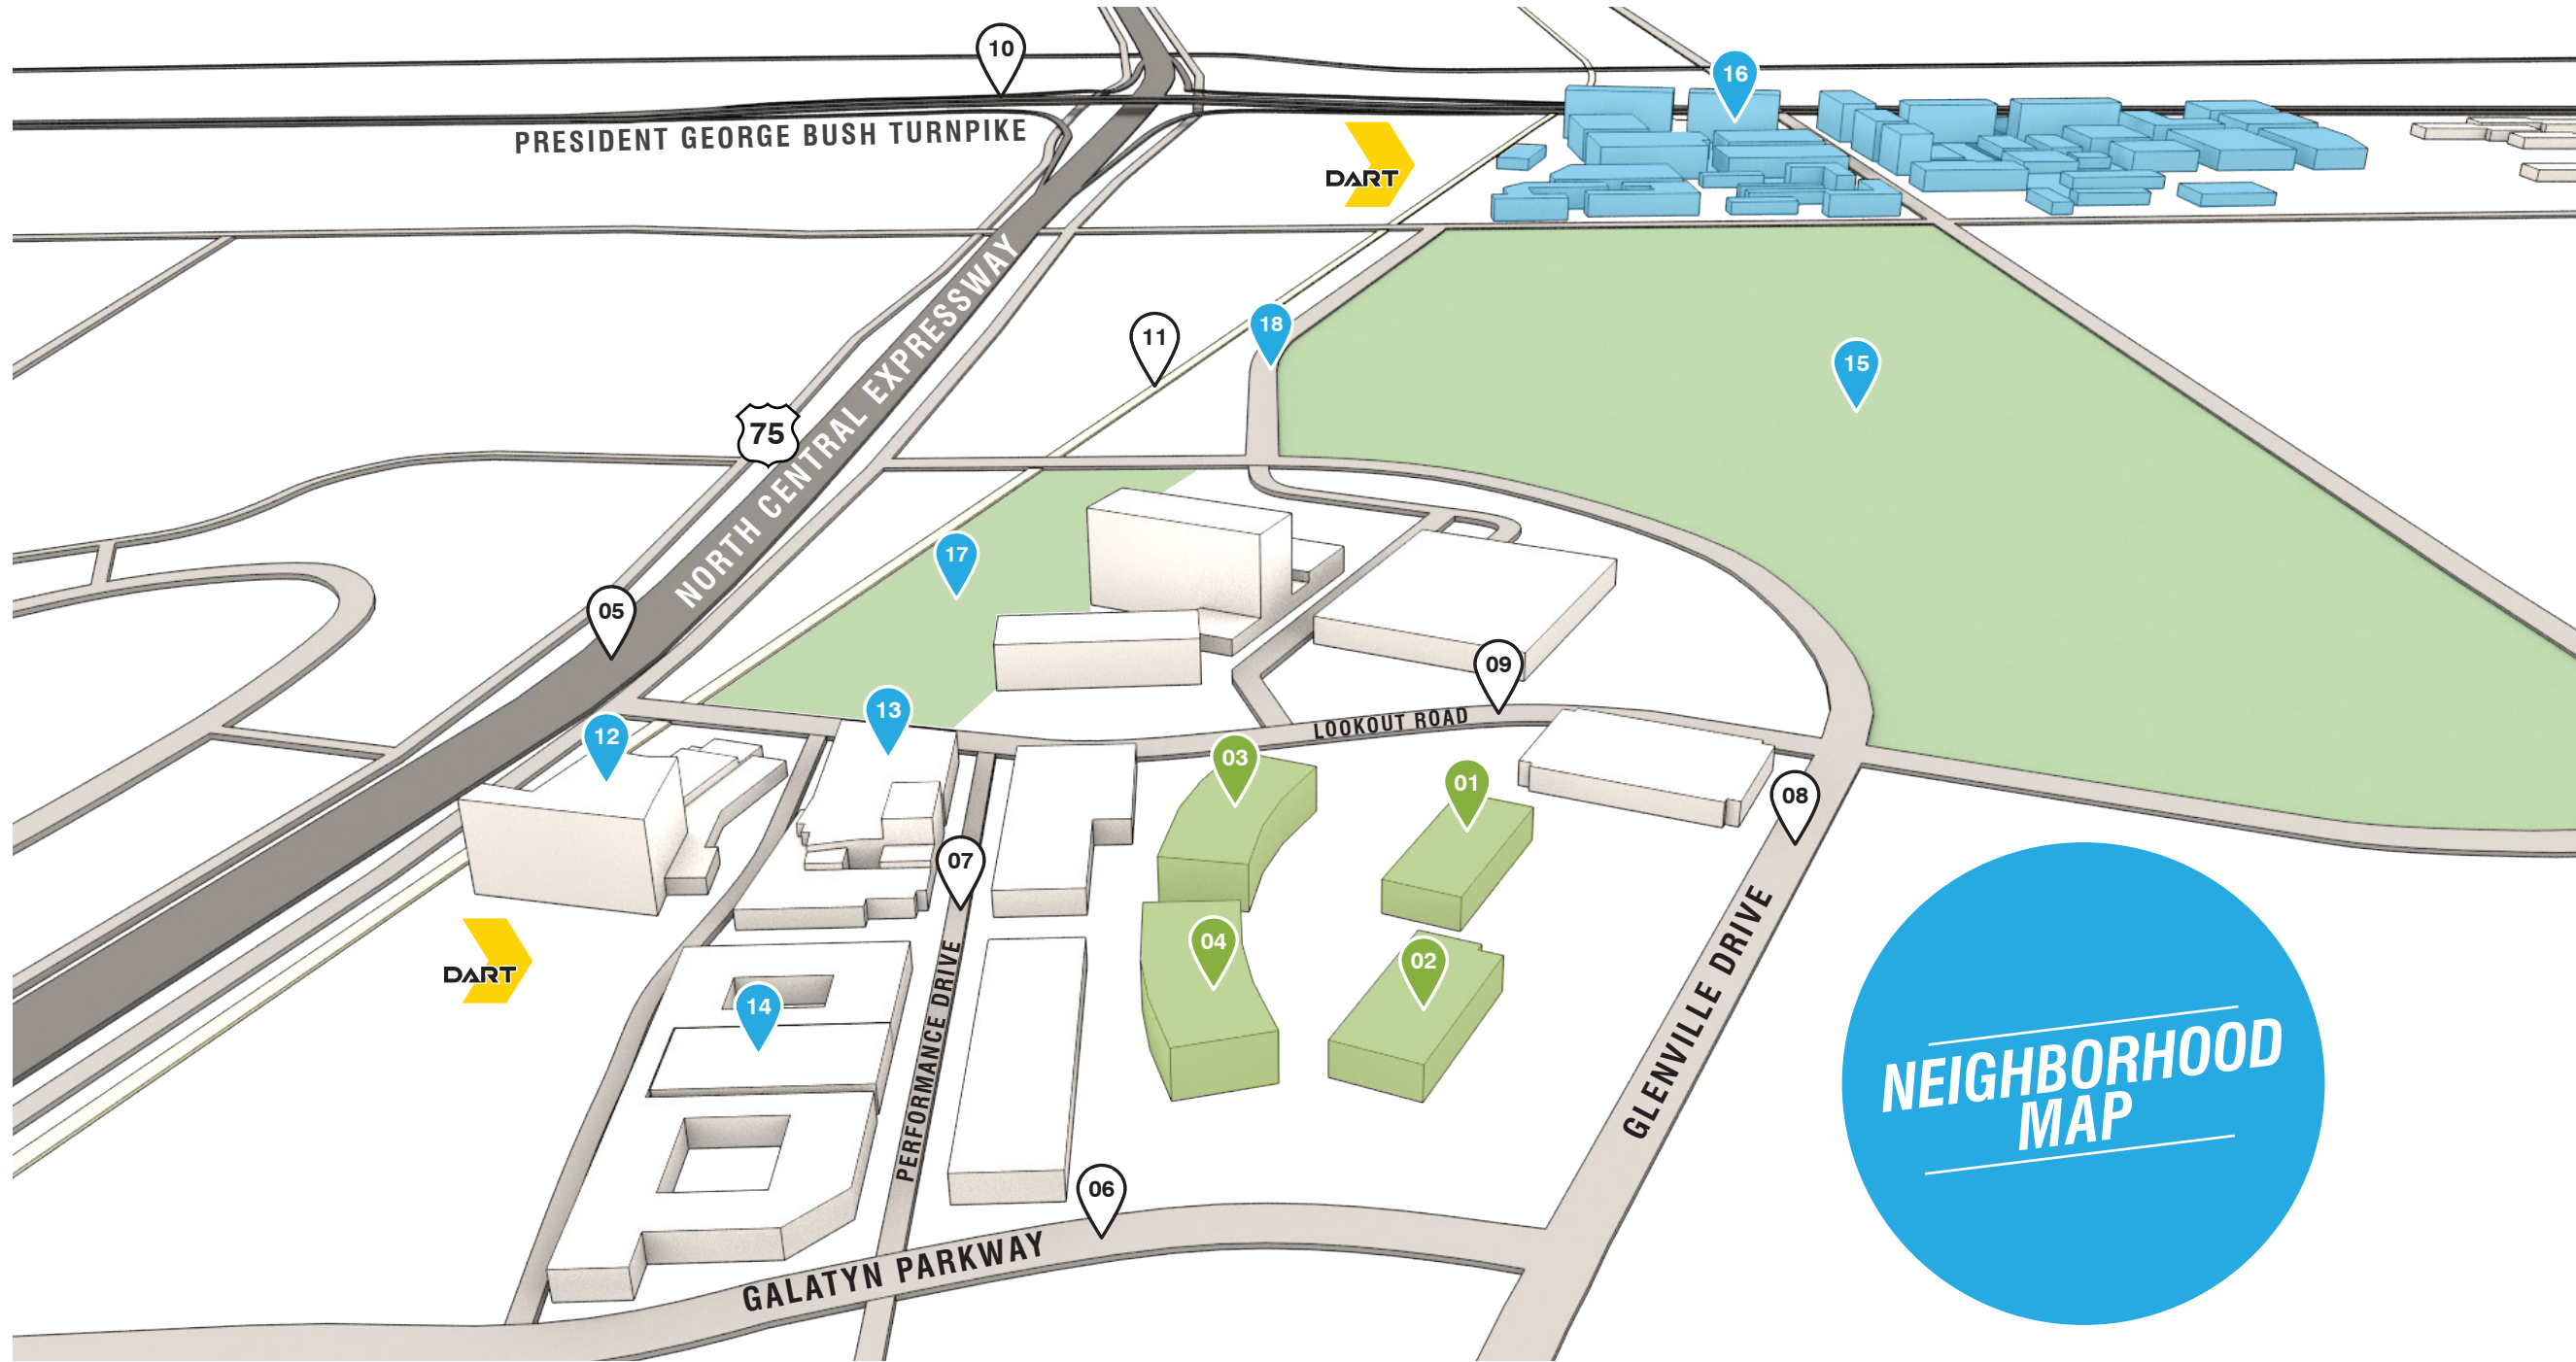 10
PRESIDENT GEORGE BUSH TURNPIKE
16
DART
NORTH CENTRAL EXPRESSWAY
75
11
18
15
17
05
09
LOOKOUT ROAD
13
12
03
01
08
07
04
02
DART
14
PERFORMANCE DRIVE
GLENVILLE DRIVE
06
GALATYN PARKWAY
NEIGHBORHOOD
MAP